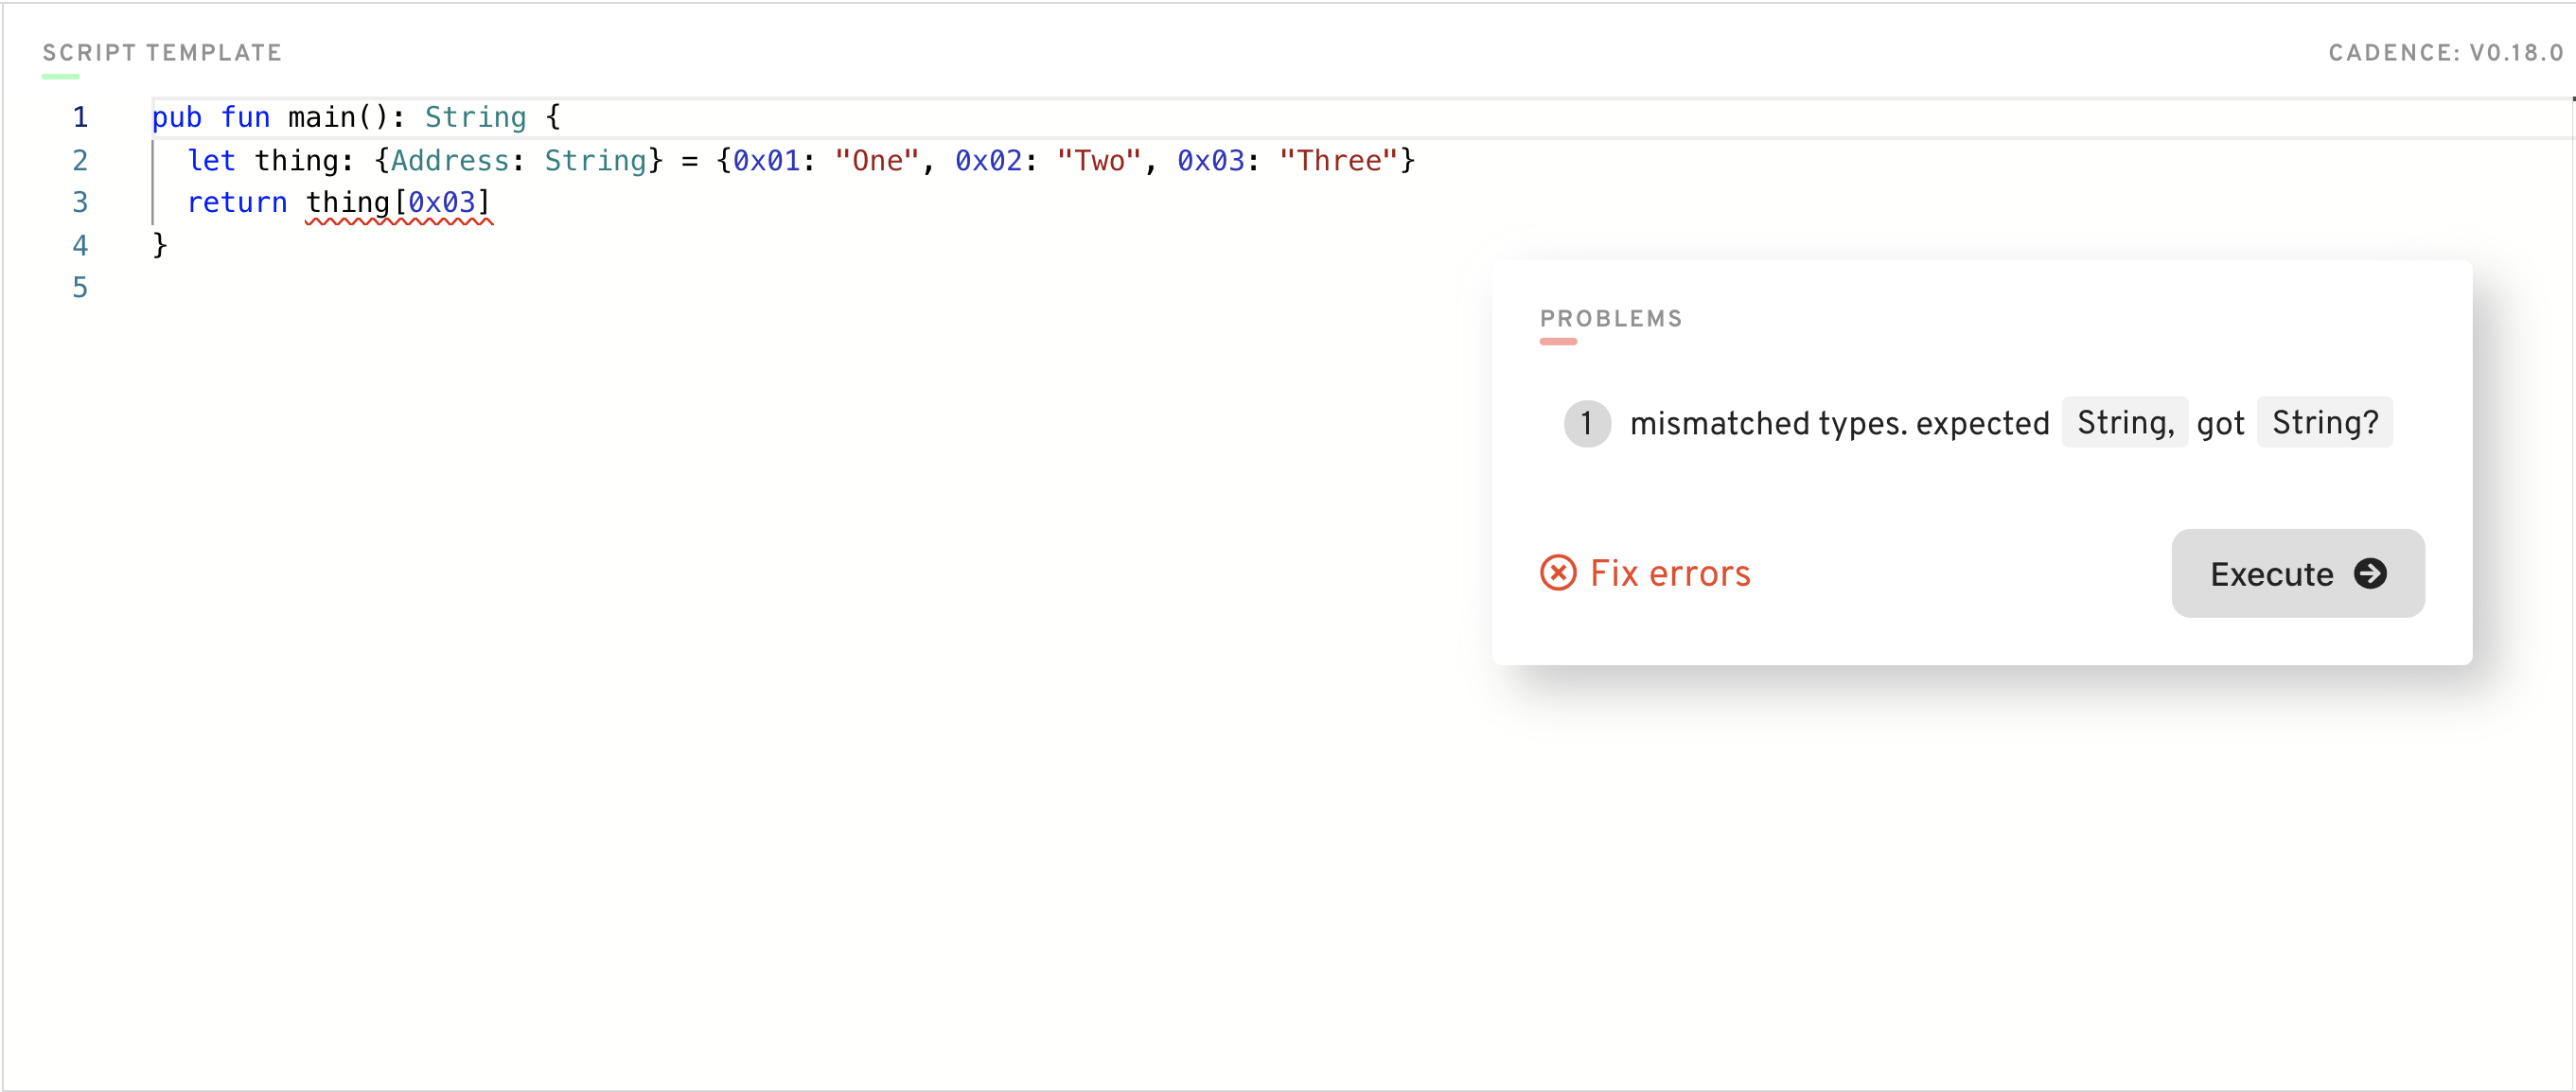 SCRIPT TEMPLATE
CADENCE: V0.18.0
1 pub fun main(): String {
2   let thing: {Address: String} = {0x01: "One", 0x02: "Two", 0x03: "Three"}
3   return thing[0x03]
4 }
5
PROBLEMS
1 mismatched types. expected String, got String?
Fix errors
Execute